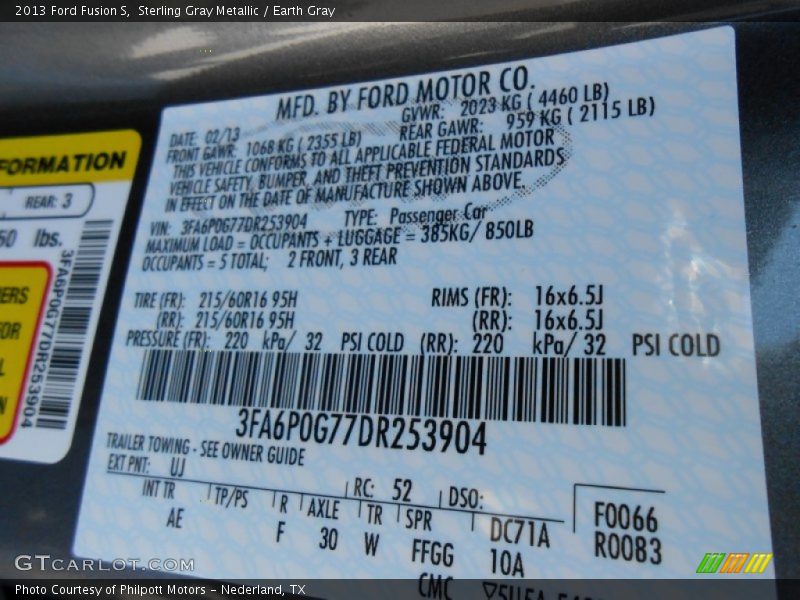 2013 Ford Fusion S,  Sterling Gray Metallic / Earth Gray
FORMATION
REAR: 3
50 lbs.
3FA6P0G77DR253904
MFD. BY FORD MOTOR CO.
DATE: 02/13 GVWR: 2023 KG ( 4460 LB)
FRONT GAWR: 1068 KG ( 2355 LB) REAR GAWR: 959 KG ( 2115 LB)
THIS VEHICLE CONFORMS TO ALL APPLICABLE FEDERAL MOTOR
VEHICLE SAFETY, BUMPER, AND THEFT PREVENTION STANDARDS
IN EFFECT ON THE DATE OF MANUFACTURE SHOWN ABOVE.
VIN: 3FA6P0G77DR253904 TYPE: Passenger Car
MAXIMUM LOAD = OCCUPANTS + LUGGAGE = 385KG/ 850LB
OCCUPANTS = 5 TOTAL; 2 FRONT, 3 REAR
TIRE (FR): 215/60R16 95H RIMS (FR): 16x6.5J
(RR): 215/60R16 95H (RR): 16x6.5J
PRESSURE (FR): 220 kPa/ 32 PSI COLD (RR): 220 kPa/ 32 PSI COLD
3FA6P0G77DR253904
TRAILER TOWING - SEE OWNER GUIDE
EXT PNT: UJ RC: 52 DSO:
INT TR TP/PS R AXLE TR SPR DC71A F0066
AE F 30 W FFGG 10A R0083
CMC
GTCarLot.com
Photo Courtesy of Philpott Motors - Nederland, TX